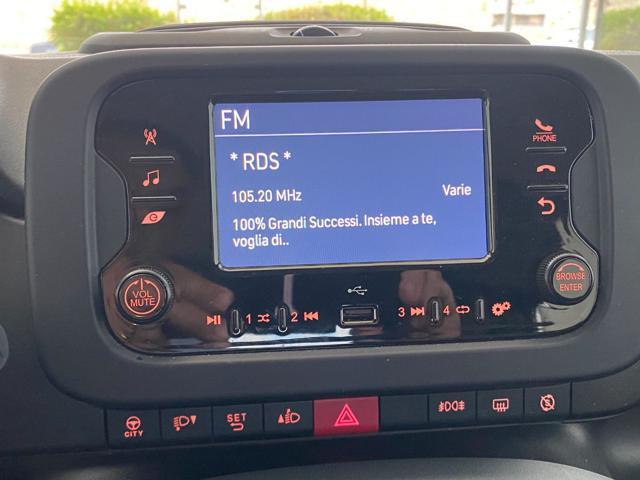 FM
* RDS *
105.20 MHz
Varie
100% Grandi Successi. Insieme a te,
voglia di..
PHONE
VOL
MUTE
BROWSE
ENTER
1
2
3
4
CITY
SET